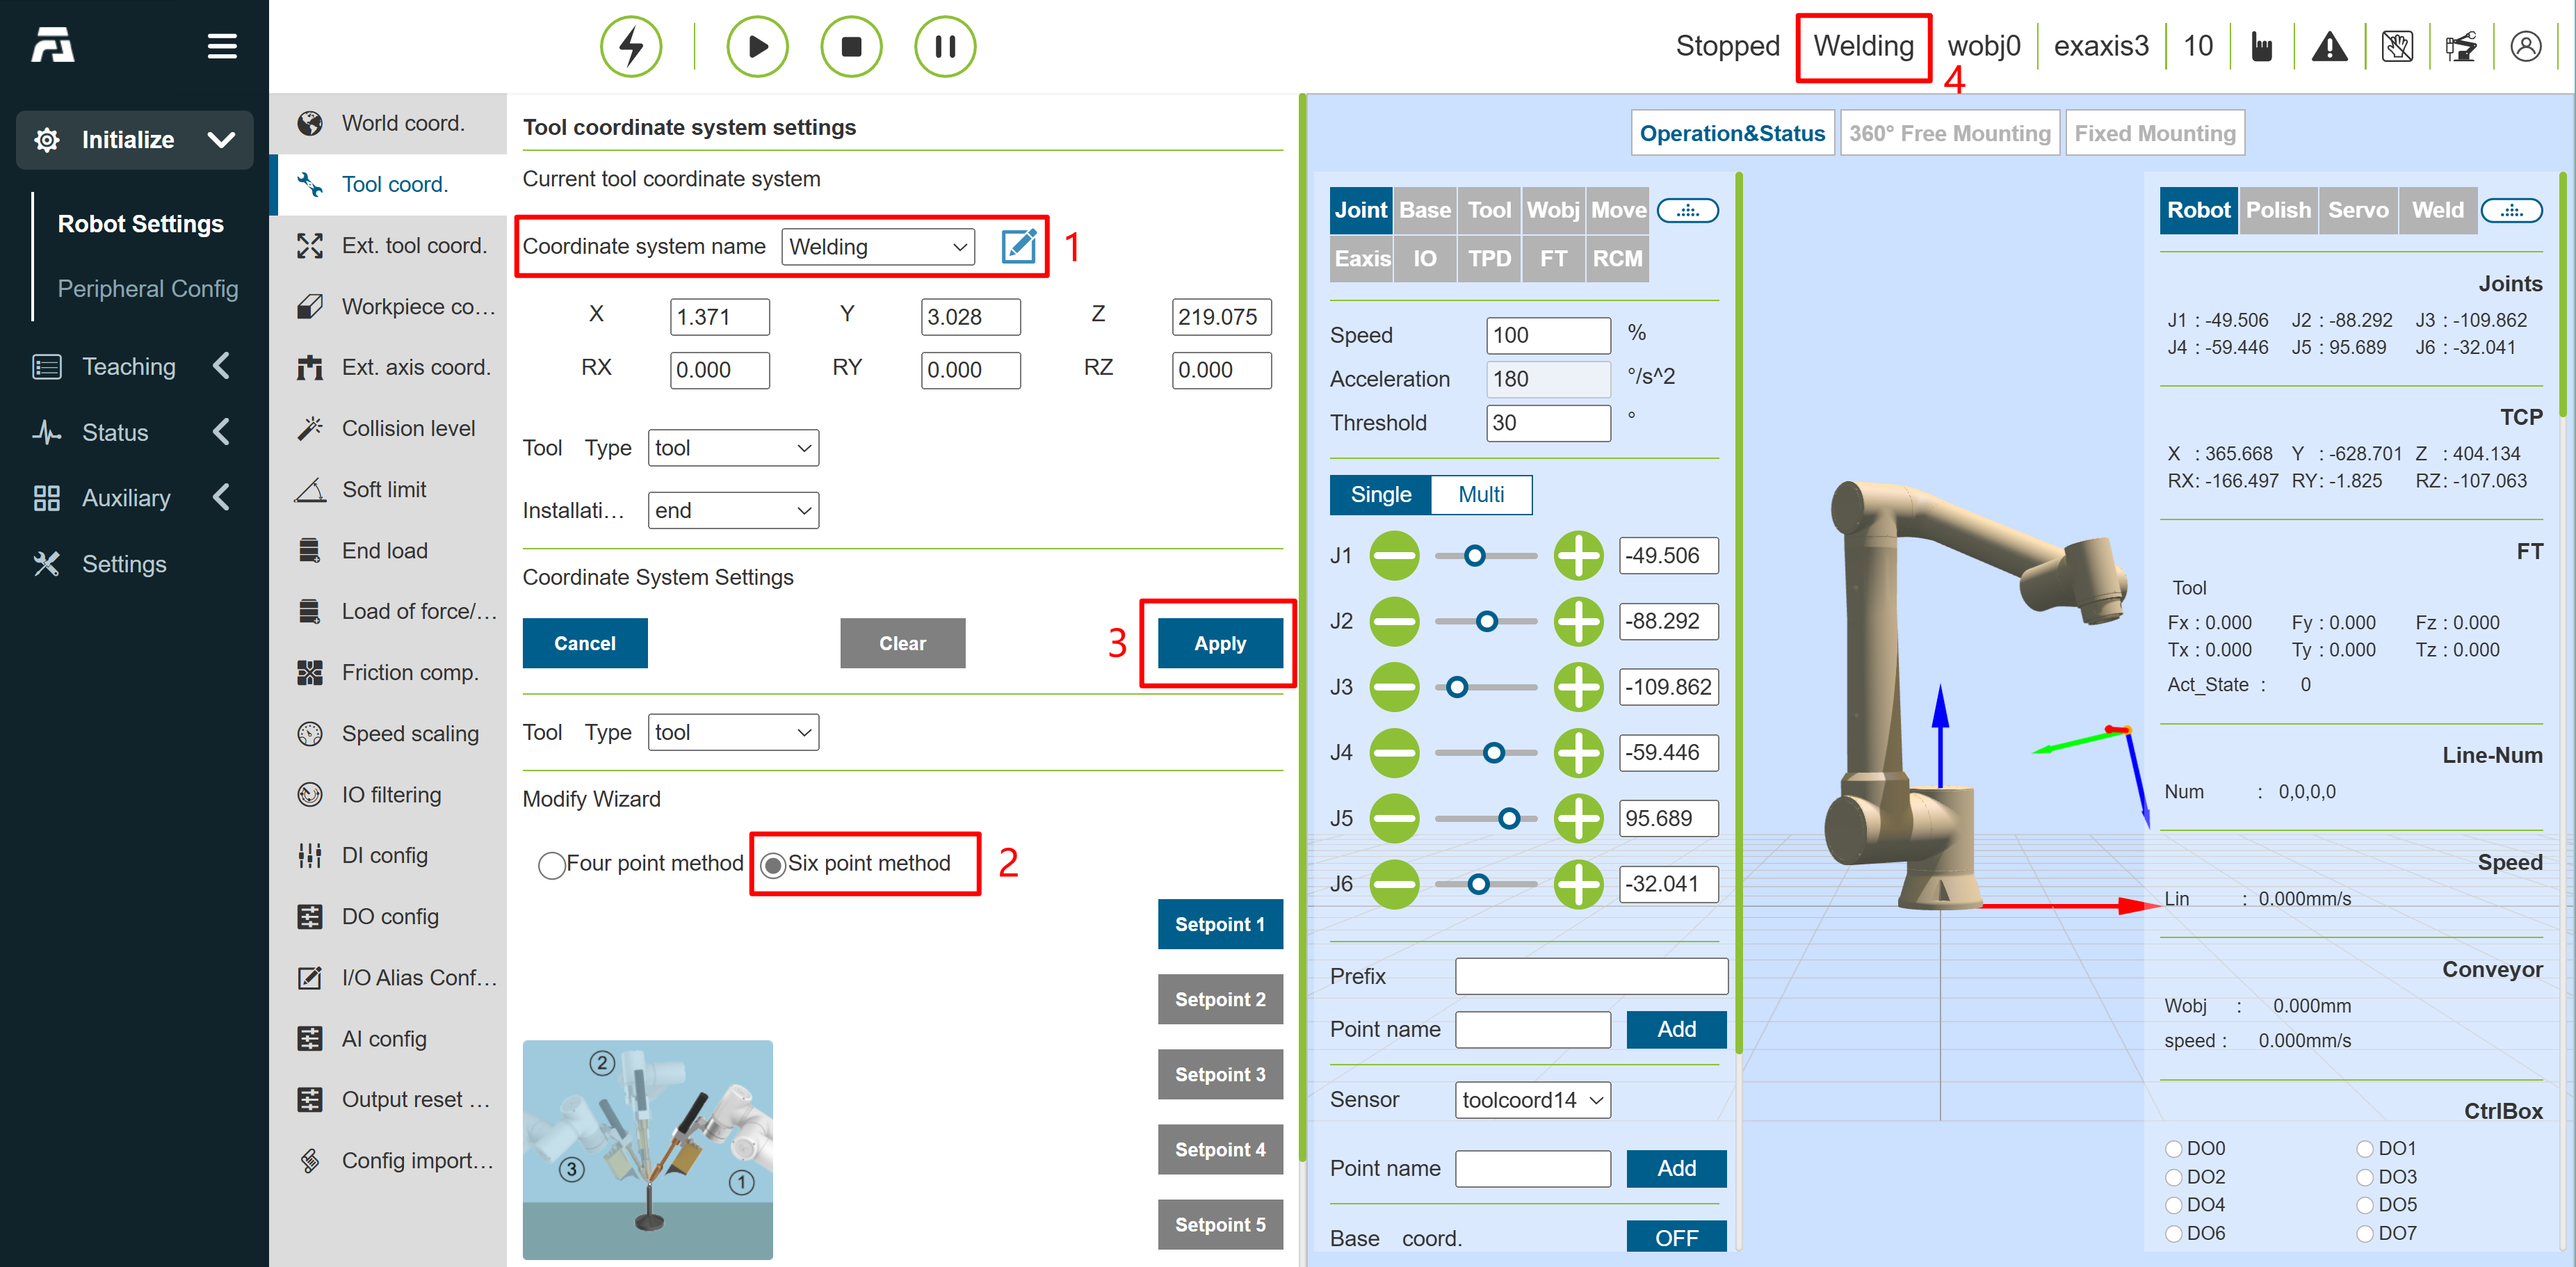 Stopped
Welding
wobj0
exaxis3
10
4
Initialize
Robot Settings
Peripheral Config
Teaching
Status
Auxiliary
Settings
World coord.
Tool coord.
Ext. tool coord.
Workpiece co...
Ext. axis coord.
Collision level
Soft limit
End load
Load of force/...
Friction comp.
Speed scaling
IO filtering
DI config
DO config
I/O Alias Conf...
AI config
Output reset ...
Config import...
Tool coordinate system settings
Current tool coordinate system
Coordinate system name Welding
1
X 1.371 Y 3.028 Z 219.075
RX 0.000 RY 0.000 RZ 0.000
Tool Type tool
Installati... end
Coordinate System Settings
Cancel Clear 3 Apply
Tool Type tool
Modify Wizard
Four point method Six point method 2
Setpoint 1
Setpoint 2
Setpoint 3
Setpoint 4
Setpoint 5
②
③
①
Operation&Status 360° Free Mounting Fixed Mounting
Joint Base Tool Wobj Move
Eaxis IO TPD FT RCM
Speed 100 %
Acceleration 180 °/s^2
Threshold 30 °
Single Multi
J1 -49.506
J2 -88.292
J3 -109.862
J4 -59.446
J5 95.689
J6 -32.041
Prefix
Point name Add
Sensor toolcoord14
Point name Add
Base coord. OFF
Robot Polish Servo Weld
Joints
J1 : -49.506 J2 : -88.292 J3 : -109.862
J4 : -59.446 J5 : 95.689 J6 : -32.041
TCP
X : 365.668 Y : -628.701 Z : 404.134
RX : -166.497 RY : -1.825 RZ : -107.063
FT
Tool
Fx : 0.000 Fy : 0.000 Fz : 0.000
Tx : 0.000 Ty : 0.000 Tz : 0.000
Act_State : 0
Line-Num
Num : 0,0,0,0
Speed
Lin : 0.000mm/s
Conveyor
Wobj : 0.000mm
speed : 0.000mm/s
CtrlBox
DO0 DO1
DO2 DO3
DO4 DO5
DO6 DO7